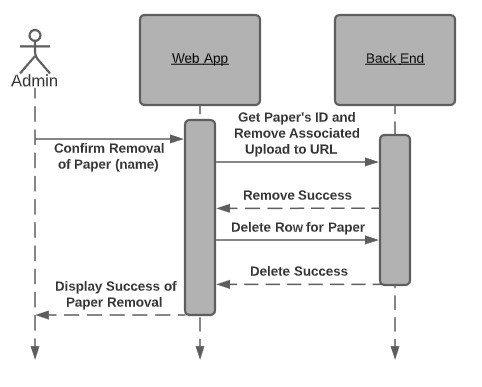 Web App
Back End
Admin
Get Paper's ID and
Remove Associated
Upload to URL
Confirm Removal
of Paper (name)
Remove Success
Delete Row for Paper
Delete Success
Display Success of
Paper Removal